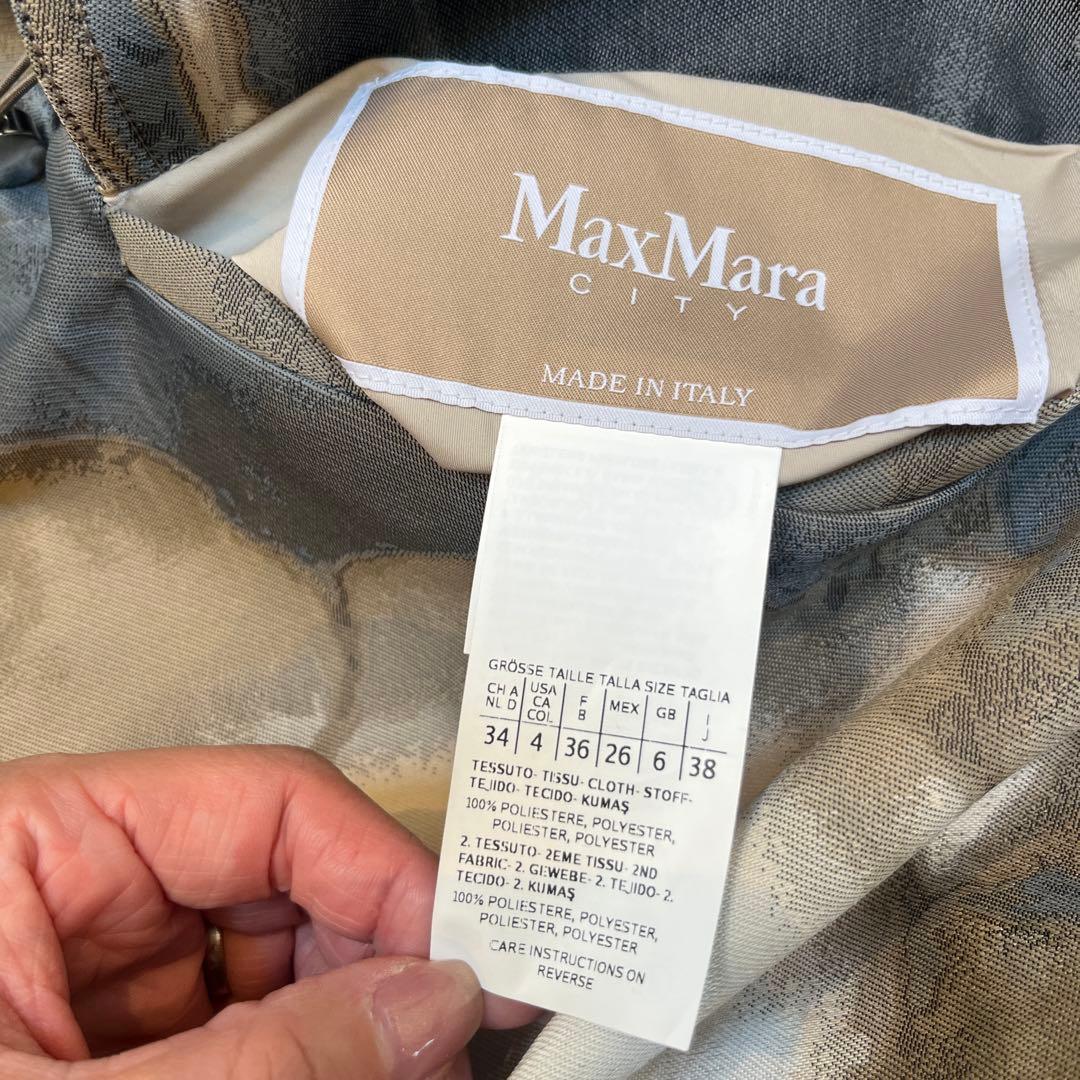 MaxMara
CITY
MADE IN ITALY
GRÖSSE TAILLE TALLA SIZE TAGLIA
CH A USA F MEX GB I
NL D CA B J
COL
34 4 36 26 6 38
TESSUTO- TISSU- CLOTH- STOFF-
TEJIDO- TECIDO- KUMAŞ
100% POLIESTERE, POLYESTER,
POLIESTER, POLYESTER
2. TESSUTO- 2EME TISSU- 2ND
FABRIC- 2. GEWEBE- 2. TEJIDO- 2.
TECIDO- 2. KUMAŞ
100% POLIESTERE, POLYESTER,
POLIESTER, POLYESTER
CARE INSTRUCTIONS ON
REVERSE